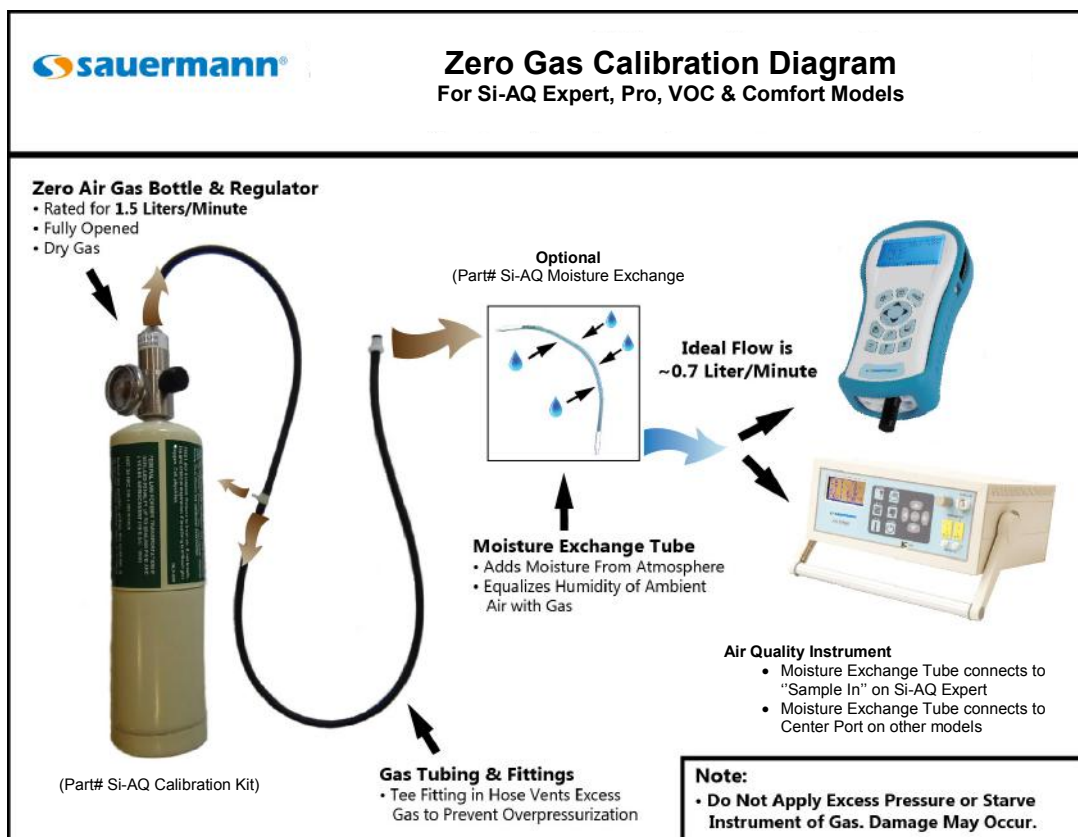 sauermann®
Zero Gas Calibration Diagram
For Si-AQ Expert, Pro, VOC & Comfort Models
Zero Air Gas Bottle & Regulator
• Rated for 1.5 Liters/Minute
• Fully Opened
• Dry Gas
Optional
(Part# Si-AQ Moisture Exchange
Ideal Flow is
~0.7 Liter/Minute
Moisture Exchange Tube
• Adds Moisture From Atmosphere
• Equalizes Humidity of Ambient
Air with Gas
Air Quality Instrument
• Moisture Exchange Tube connects to
‘‘Sample In’’ on Si-AQ Expert
• Moisture Exchange Tube connects to
Center Port on other models
(Part# Si-AQ Calibration Kit)
Gas Tubing & Fittings
• Tee Fitting in Hose Vents Excess
Gas to Prevent Overpressurization
Note:
• Do Not Apply Excess Pressure or Starve
Instrument of Gas. Damage May Occur.